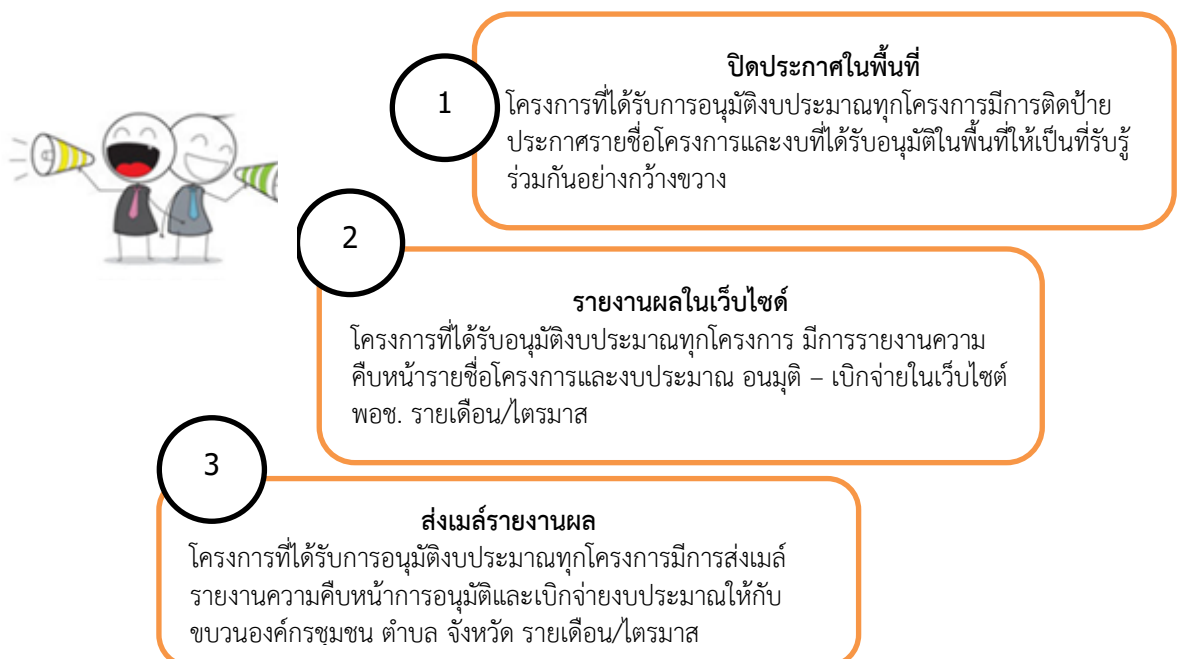 1
ปิดประกาศในพื้นที่
โครงการที่ได้รับการอนุมัติงบประมาณทุกโครงการมีการติดป้าย
ประกาศรายชื่อโครงการและงบที่ได้รับอนุมัติในพื้นที่ให้เป็นที่รับรู้
ร่วมกันอย่างกว้างขวาง
2
รายงานผลในเว็บไซด์
โครงการที่ได้รับอนุมัติงบประมาณทุกโครงการ มีการรายงานความ
คืบหน้ารายชื่อโครงการและงบประมาณ อนมุติ – เบิกจ่ายในเว็บไซต์
พอช. รายเดือน/ไตรมาส
3
ส่งเมล์รายงานผล
โครงการที่ได้รับการอนุมัติงบประมาณทุกโครงการมีการส่งเมล์
รายงานความคืบหน้าการอนุมัติและเบิกจ่ายงบประมาณให้กับ
ขบวนองค์กรชุมชน ตำบล จังหวัด รายเดือน/ไตรมาส